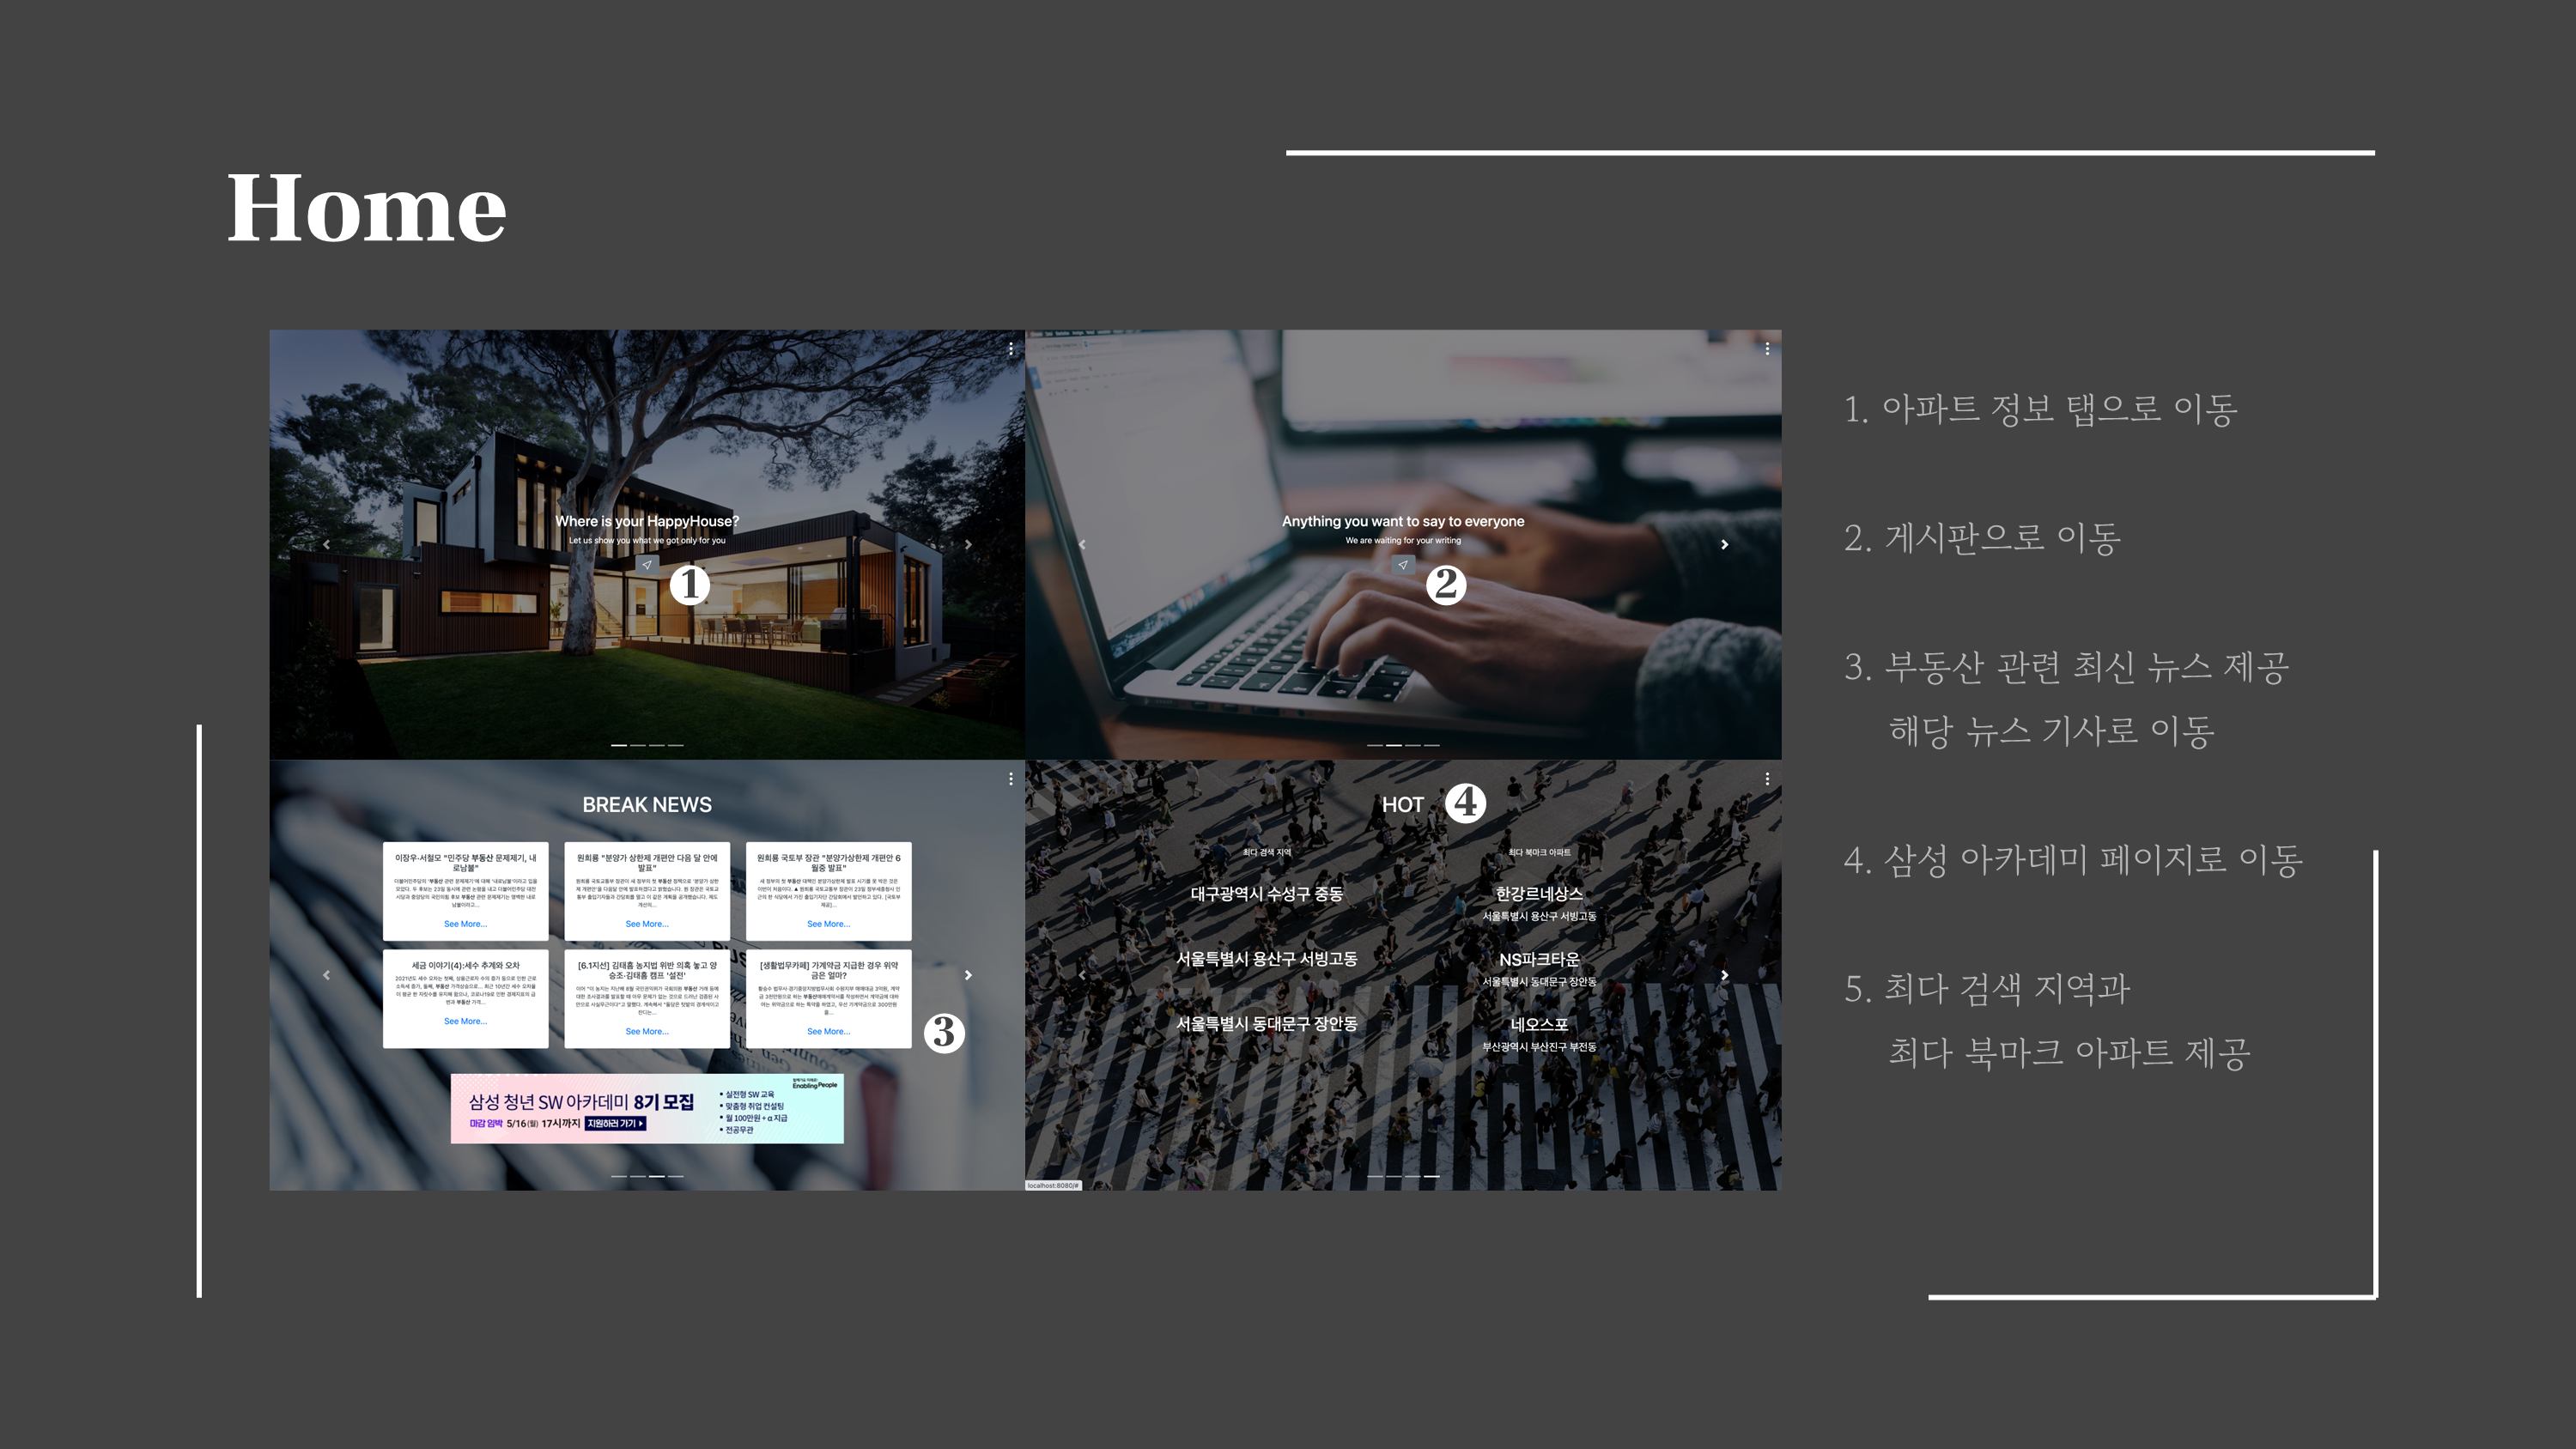 Home
Where is your HappyHouse?
Let us show you what we got only for you
1
Anything you want to say to everyone
We are waiting for your writing
2
BREAK NEWS
이장우·서철모 "민주당 부동산 문제제기, 내
로남불"
See More...
원희룡 "분양가 상한제 개편안 다음 달 안에
발표"
See More...
원희룡 국토부 장관 "분양가상한제 개편안 6
월중 발표"
See More...
세금 이야기(4):세수 추계와 오차
See More...
[6.1지선] 김태흠 농지법 위반 의혹 놓고 양
승조·김태흠 캠프 '설전'
See More...
[생활법무카페] 가계약금 지급한 경우 위약
금은 얼마?
See More...
3
삼성 청년 SW 아카데미 8기 모집
마감 임박 5/16(월) 17시까지 지원하러 가기
Enabling People
• 실전형 SW 교육
• 맞춤형 취업 컨설팅
• 월 100만원 + α 지급
• 전공무관
HOT
4
최다 검색 지역
대구광역시 수성구 중동
서울특별시 용산구 서빙고동
서울특별시 동대문구 장안동
최다 북마크 아파트
한강르네상스
서울특별시 용산구 서빙고동
NS파크타운
서울특별시 동대문구 장안동
네오스포
부산광역시 부산진구 부전동
localhost:8080/#
1. 아파트 정보 탭으로 이동
2. 게시판으로 이동
3. 부동산 관련 최신 뉴스 제공
해당 뉴스 기사로 이동
4. 삼성 아카데미 페이지로 이동
5. 최다 검색 지역과
최다 북마크 아파트 제공